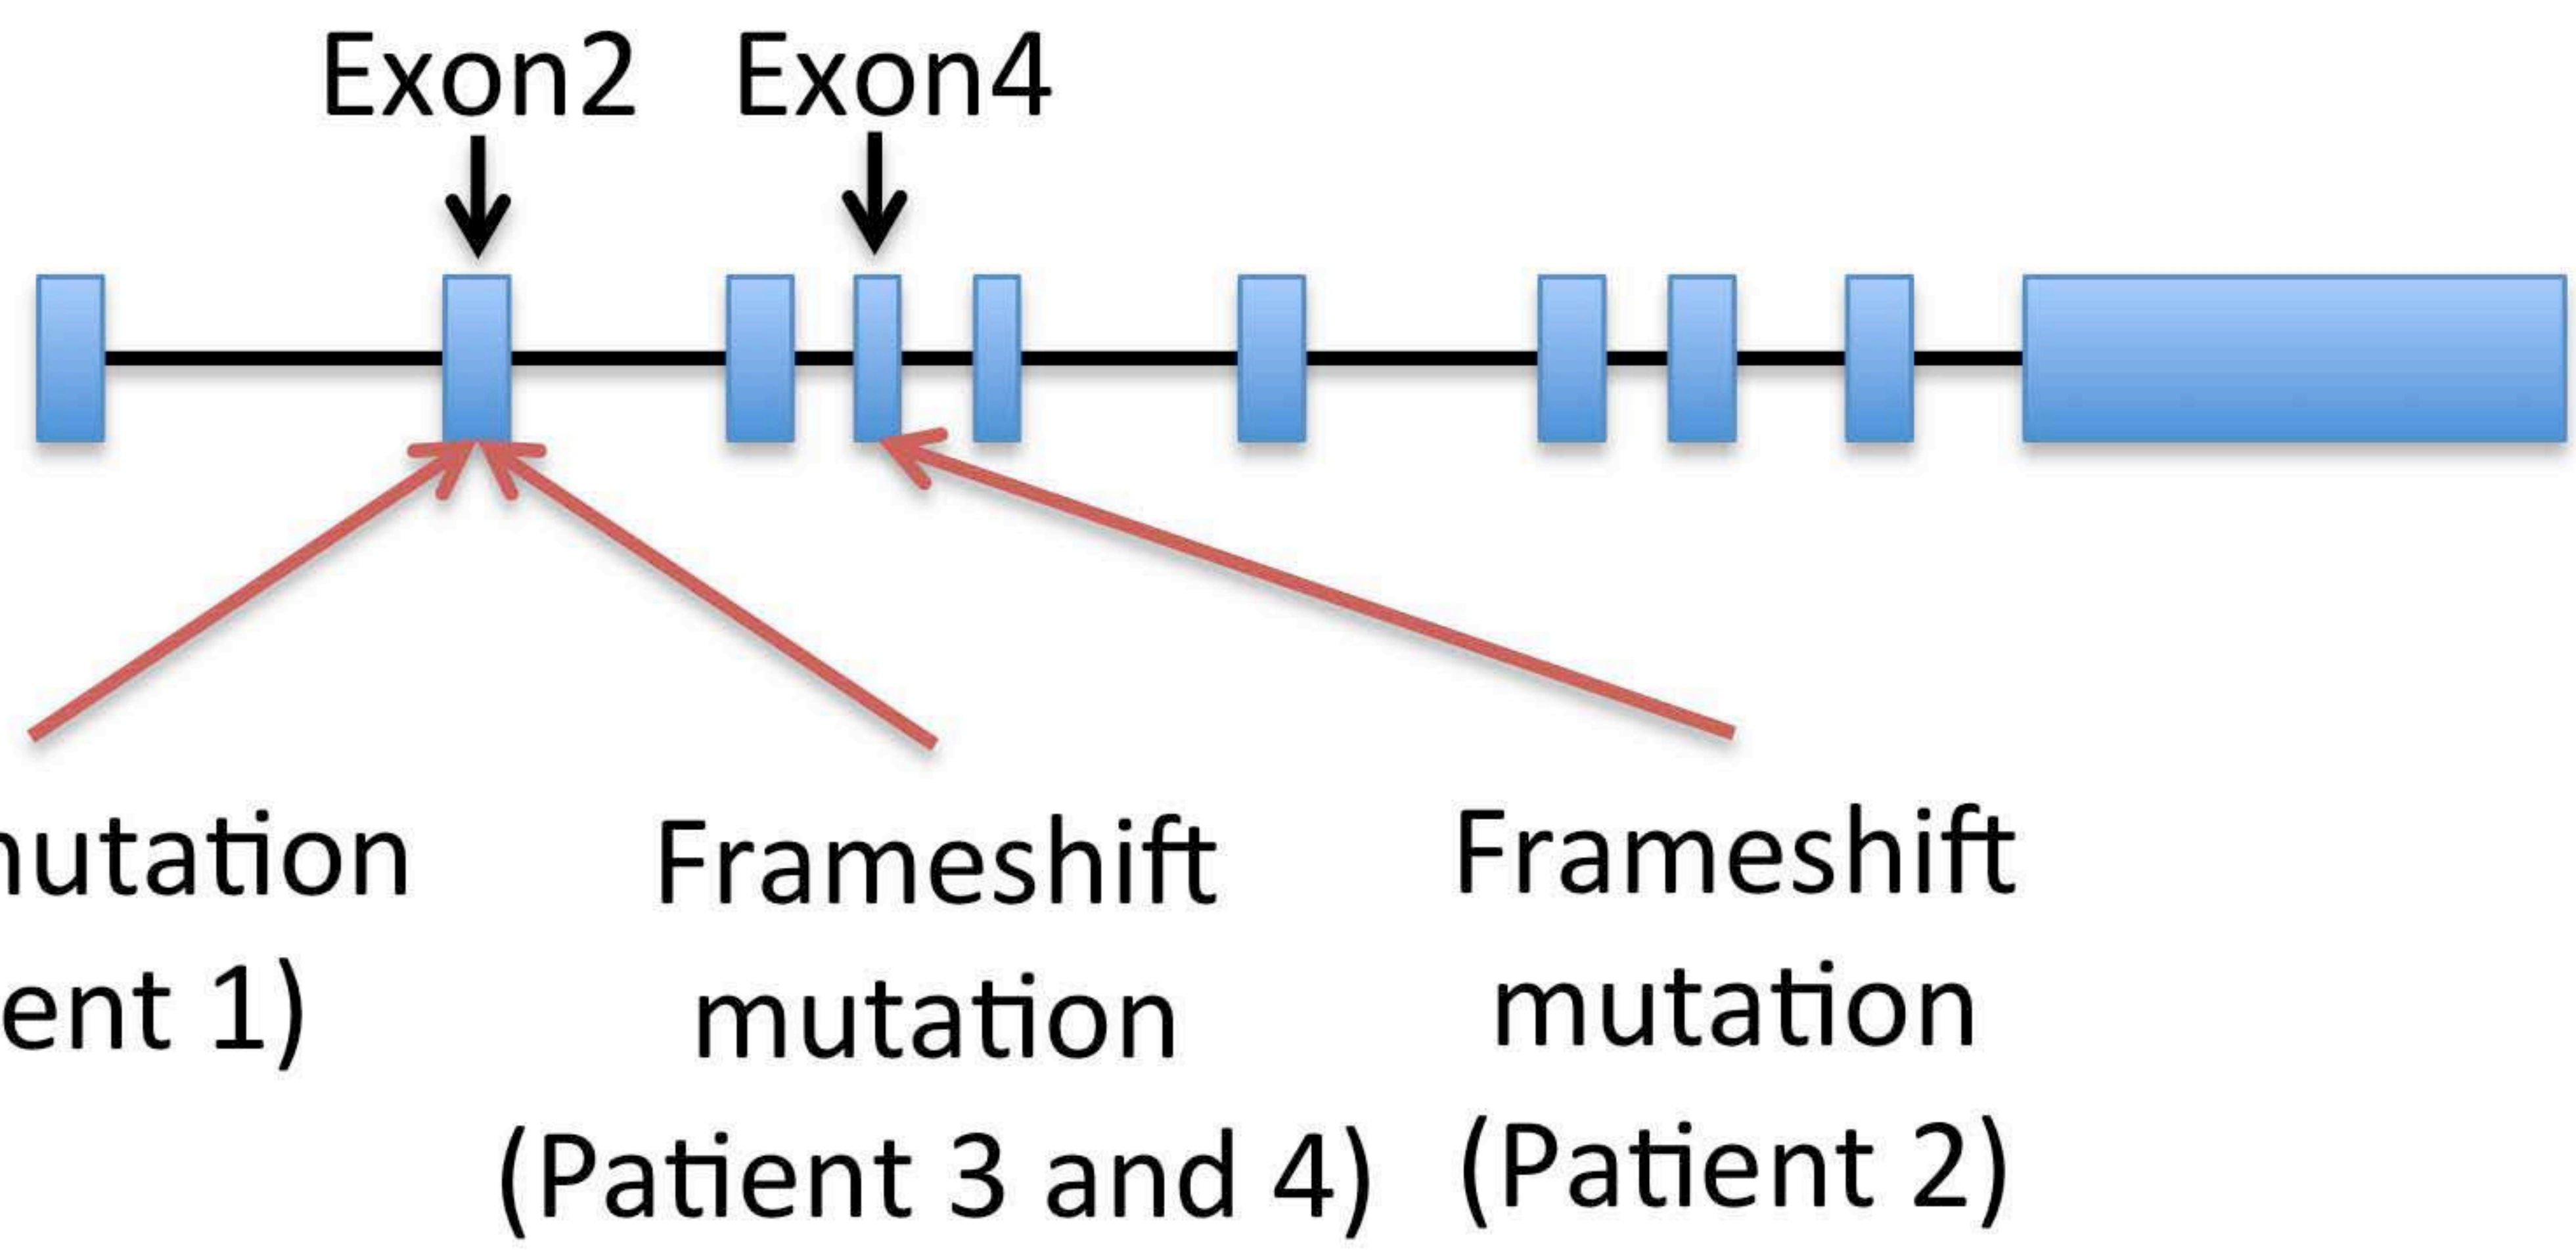 Exon2 Exon4
utation
ent 1)
Frameshift
mutation
(Patient 3 and 4)
Frameshift
mutation
(Patient 2)